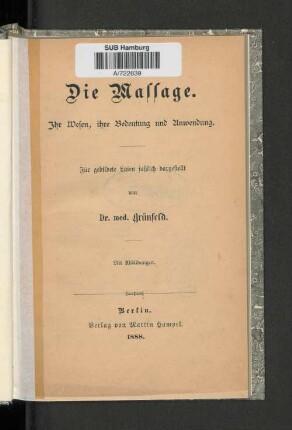 SUB Hamburg
A/722639
Die Maſſage.
Ihr Weſen, ihre Bedeutung und Anwendung.
Für gebildete Laien faßlich dargeſtellt
von
Dr. med. Grünfeld.
Mit Abbildungen.
Berlin.
Verlag von Martin Hampel.
1888.